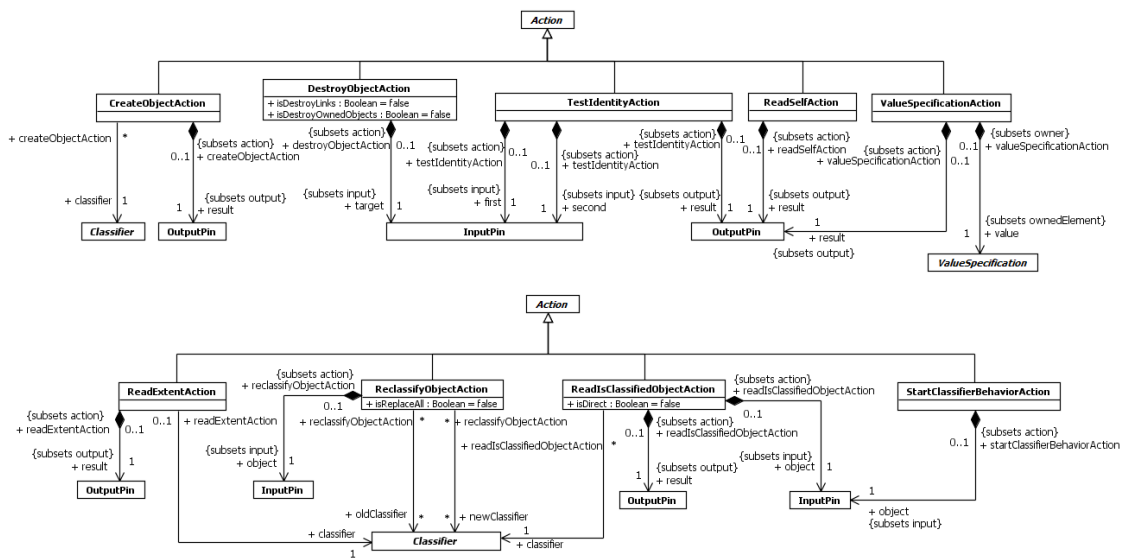 Action
CreateObjectAction
DestroyObjectAction
+ isDestroyLinks : Boolean = false
+ isDestroyOwnedObjects : Boolean = false
TestIdentityAction
ReadSelfAction
ValueSpecificationAction
+ createObjectAction
*
{subsets action}
0..1
+ createObjectAction
{subsets action}
+ destroyObjectAction
0..1
{subsets action}
+ testIdentityAction
0..1
{subsets action}
0..1
+ testIdentityAction
{subsets action}
+ testIdentityAction
0..1
{subsets action}
+ readSelfAction
0..1
{subsets action}
+ valueSpecificationAction
0..1
{subsets owner}
+ valueSpecificationAction
0..1
+ classifier
1
{subsets output}
1
+ result
{subsets input}
+ target
1
{subsets input}
+ first
1
{subsets input}
1
+ second
{subsets output}
+ result
1
{subsets output}
1
+ result
1
+ result
{subsets output}
{subsets ownedElement}
1
+ value
Classifier
OutputPin
InputPin
OutputPin
ValueSpecification
Action
ReadExtentAction
ReclassifyObjectAction
+ isReplaceAll : Boolean = false
ReadIsClassifiedObjectAction
+ isDirect : Boolean = false
StartClassifierBehaviorAction
{subsets action}
+ readExtentAction
0..1
0..1
+ readExtentAction
{subsets action}
+ reclassifyObjectAction
0..1
+ reclassifyObjectAction
*
*
+ reclassifyObjectAction
+ readIsClassifiedObjectAction
*
{subsets action}
0..1
+ readIsClassifiedObjectAction
{subsets action}
+ readIsClassifiedObjectAction
0..1
{subsets action}
0..1
+ startClassifierBehaviorAction
{subsets output}
+ result
1
{subsets input}
+ object
1
{subsets output}
1
+ result
{subsets input}
+ object
1
1
+ object
{subsets input}
OutputPin
InputPin
OutputPin
InputPin
+ oldClassifier
*
*
+ newClassifier
+ classifier
1
1
+ classifier
Classifier